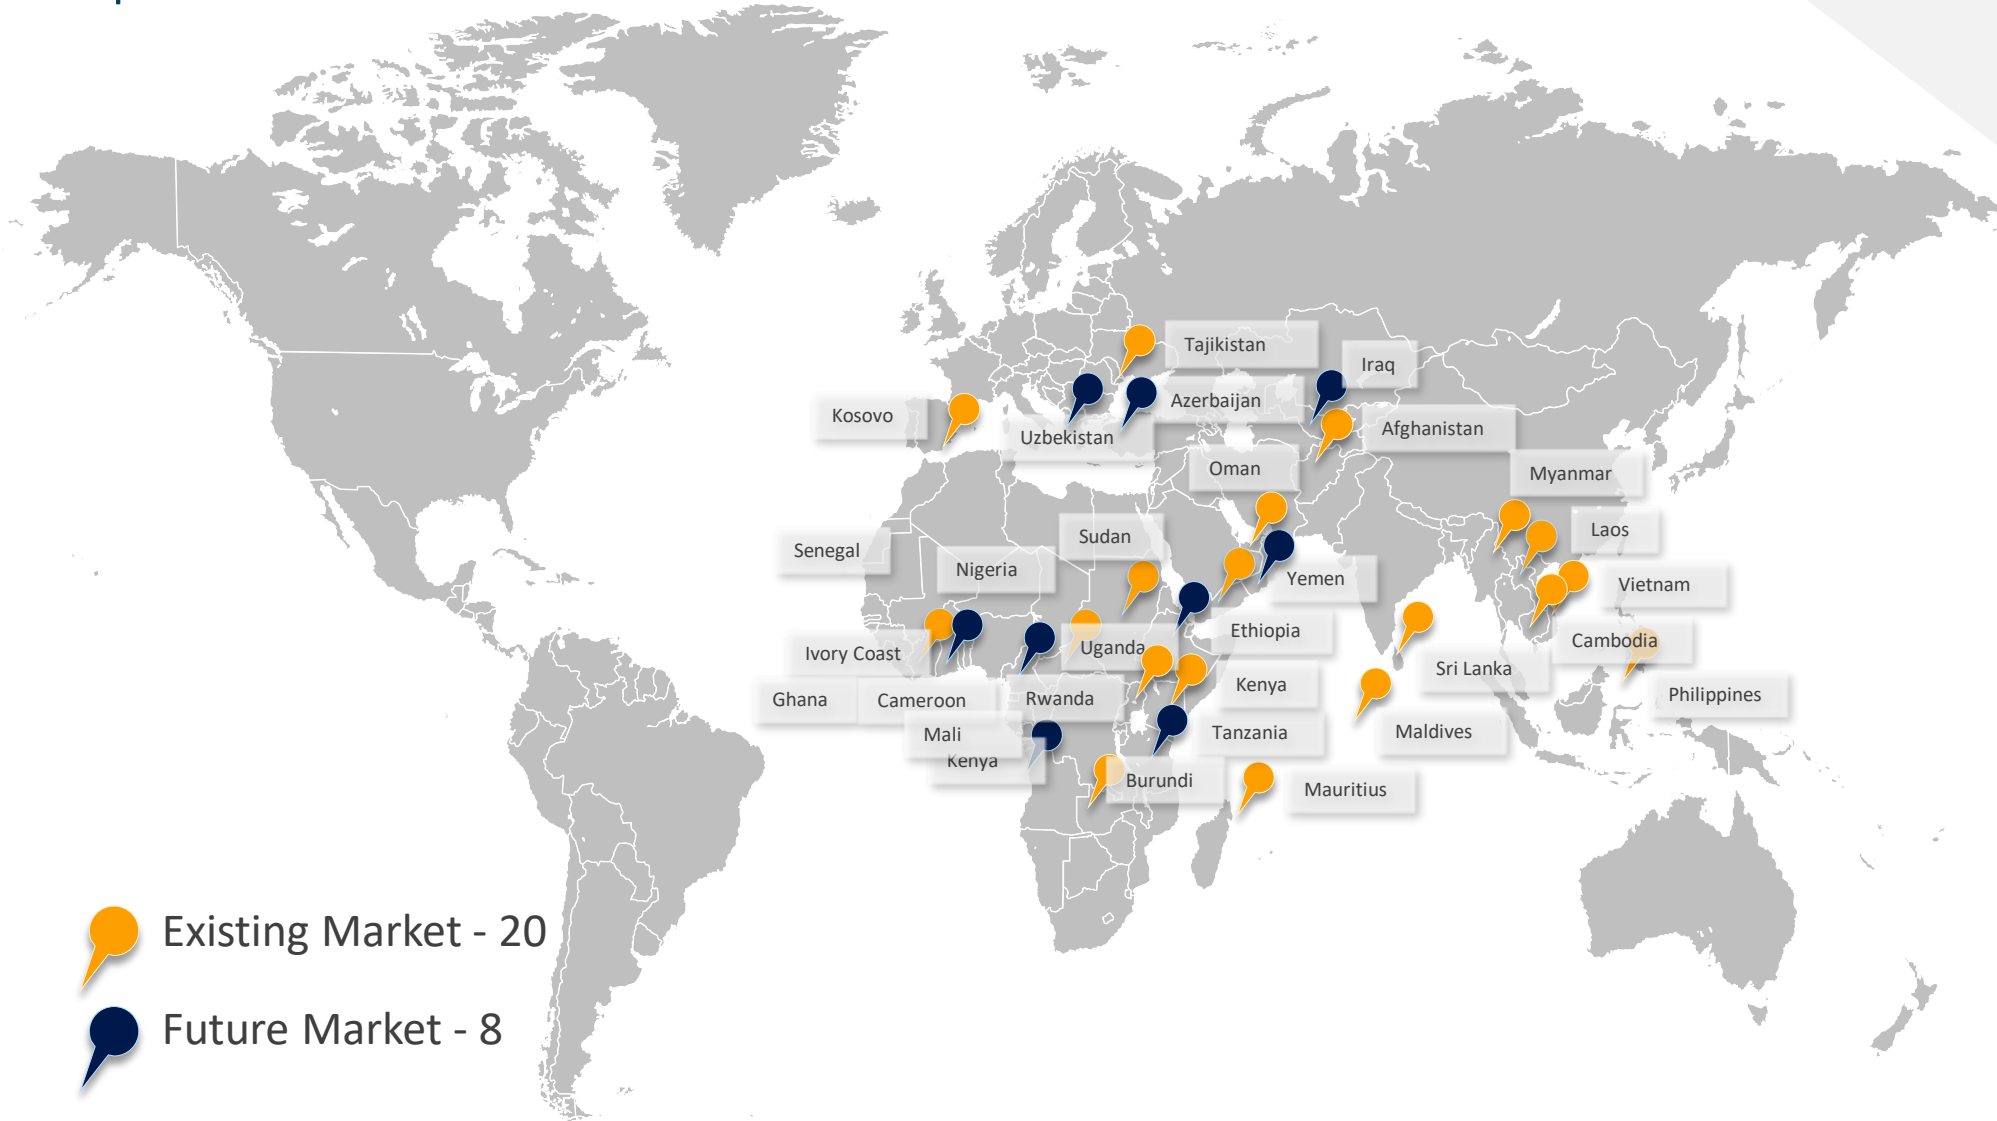 Tajikistan
Iraq
Kosovo
Azerbaijan
Uzbekistan
Afghanistan
Oman
Myanmar
Senegal
Sudan
Laos
Nigeria
Yemen
Vietnam
Ivory Coast
Uganda
Ethiopia
Cambodia
Sri Lanka
Ghana
Cameroon
Rwanda
Kenya
Philippines
Mali
Tanzania
Maldives
Kenya
Burundi
Mauritius
Existing Market - 20
Future Market - 8